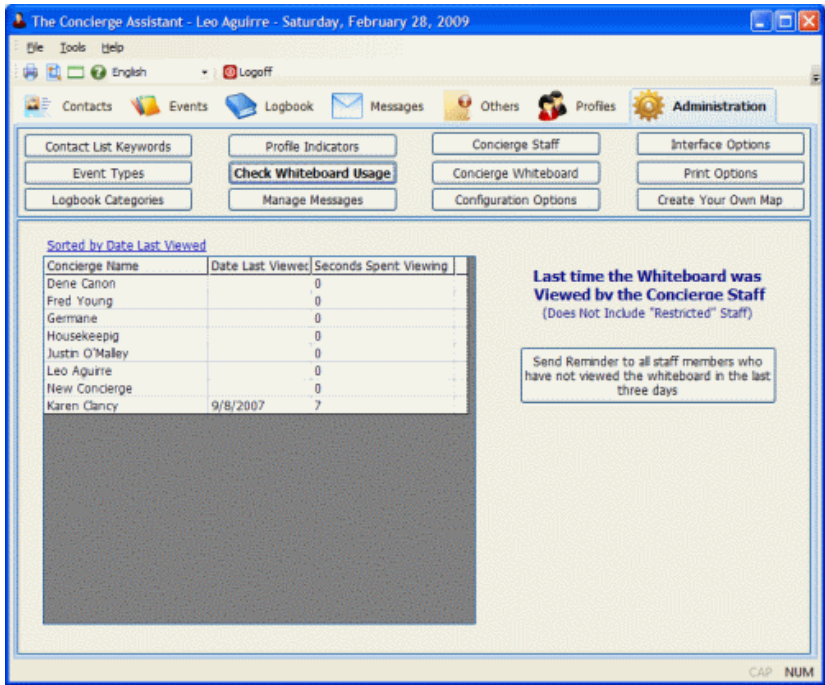 The Concierge Assistant - Leo Aguirre - Saturday, February 28, 2009
File Tools Help
English Logoff
Contacts Events Logbook Messages Others Profiles Administration
Contact List Keywords Profile Indicators Concierge Staff Interface Options
Event Types Check Whiteboard Usage Concierge Whiteboard Print Options
Logbook Categories Manage Messages Configuration Options Create Your Own Map
Sorted by Date Last Viewed
Concierge Name Date Last Viewed Seconds Spent Viewing
Dene Canon 0
Fred Young 0
Germane 0
Housekeepig 0
Justin O'Malley 0
Leo Aguirre 0
New Concierge 0
Karen Clancy 9/8/2007 7
Last time the Whiteboard was
Viewed by the Concierge Staff
(Does Not Include "Restricted" Staff)
Send Reminder to all staff members who
have not viewed the whiteboard in the last
three days
CAP NUM